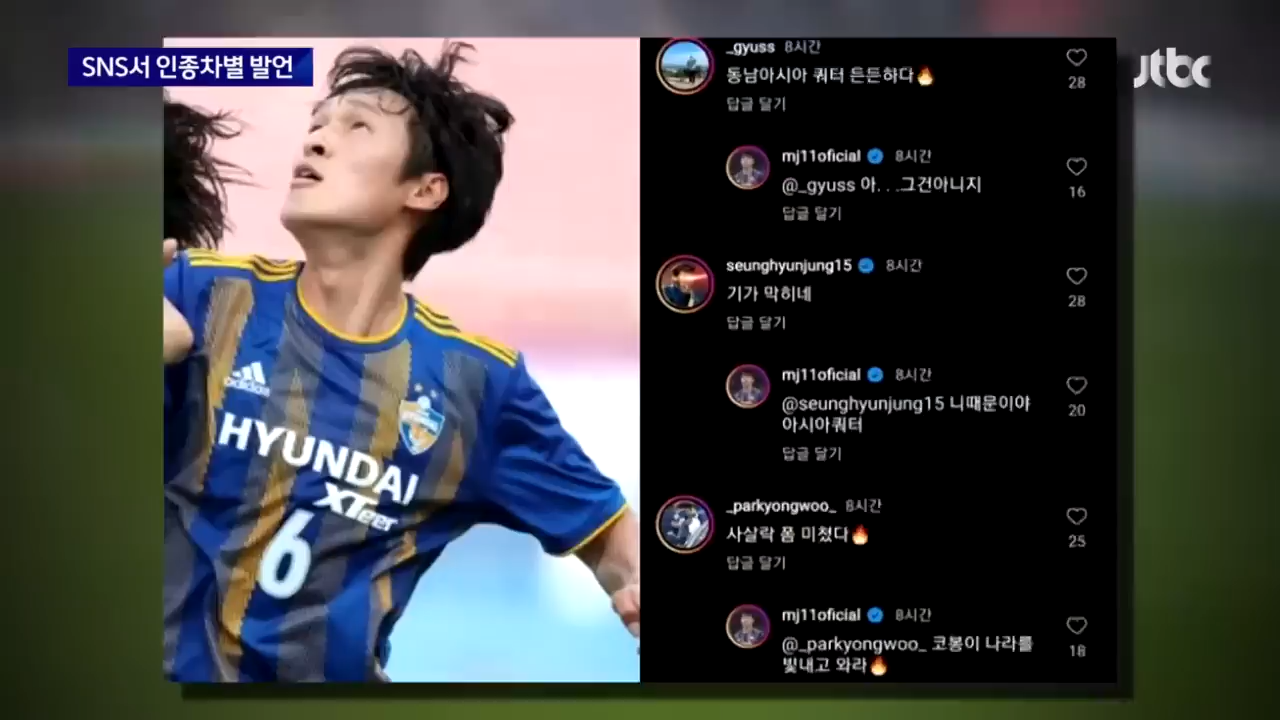 SNS서 인종차별 발언
jtbc
adidas
HYUNDAI
XTeer
6
_gyuss 8시간
동남아시아 쿼터 든든하다🔥
답글 달기
28
mj11oficial 8시간
@_gyuss 아. . .그건아니지
답글 달기
16
seunghyunjung15 8시간
기가 막히네
답글 달기
28
mj11oficial 8시간
@seunghyunjung15 니때문이야
아시아쿼터
답글 달기
20
_parkyongwoo_ 8시간
사살락 폼 미쳤다🔥
답글 달기
25
mj11oficial 8시간
@_parkyongwoo_ 코봉이 나라를
빛내고 와라🔥
18